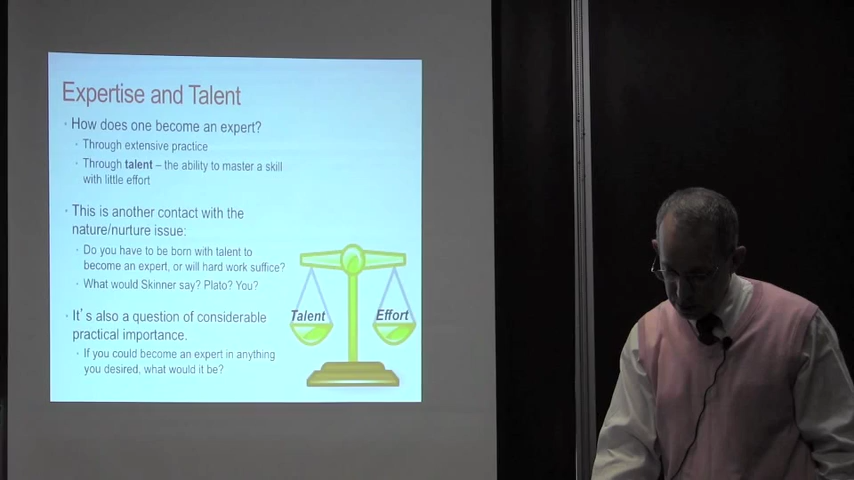 Expertise and Talent
• How does one become an expert?
• Through extensive practice
• Through talent – the ability to master a skill
with little effort
• This is another contact with the
nature/nurture issue:
• Do you have to be born with talent to
become an expert, or will hard work suffice?
• What would Skinner say? Plato? You?
• It's also a question of considerable
practical importance.
• If you could become an expert in anything
you desired, what would it be?
Talent
Effort